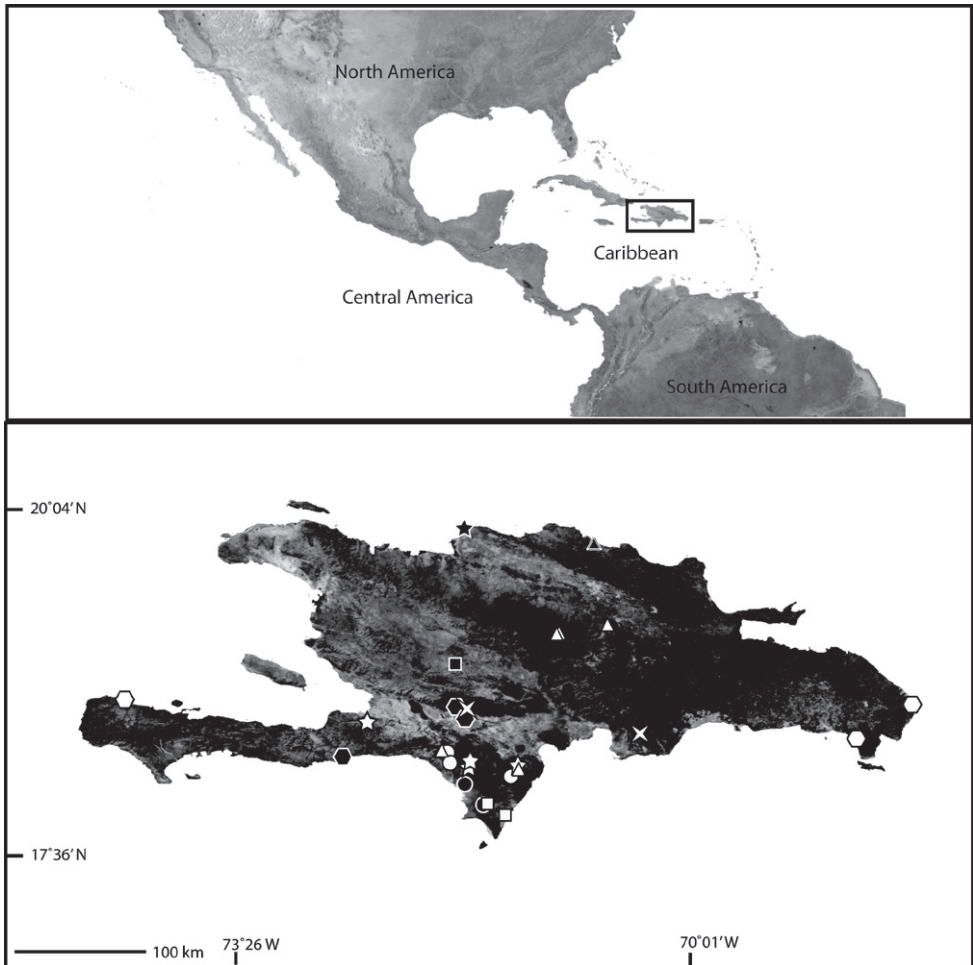 North America
Caribbean
Central America
South America
20°04’N
17°36’N
100 km
73°26 W
70°01’W